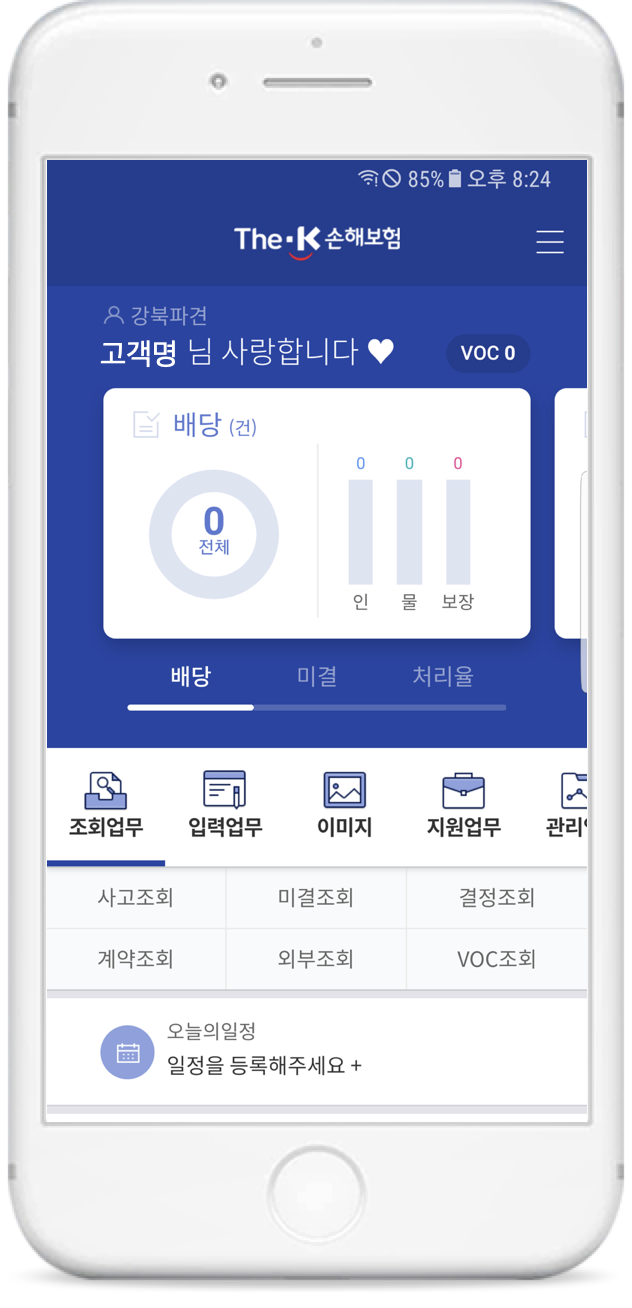 85% 오후 8:24
The K 손해보험
강북파견
고객명 님 사랑합니다 ♥
VOC 0
배당 (건)
0
전체
0 0 0
인 물 보장
배당 미결 처리율
조회업무 입력업무 이미지 지원업무 관리
사고조회 미결조회 결정조회
계약조회 외부조회 VOC조회
오늘의일정
일정을 등록해주세요 +